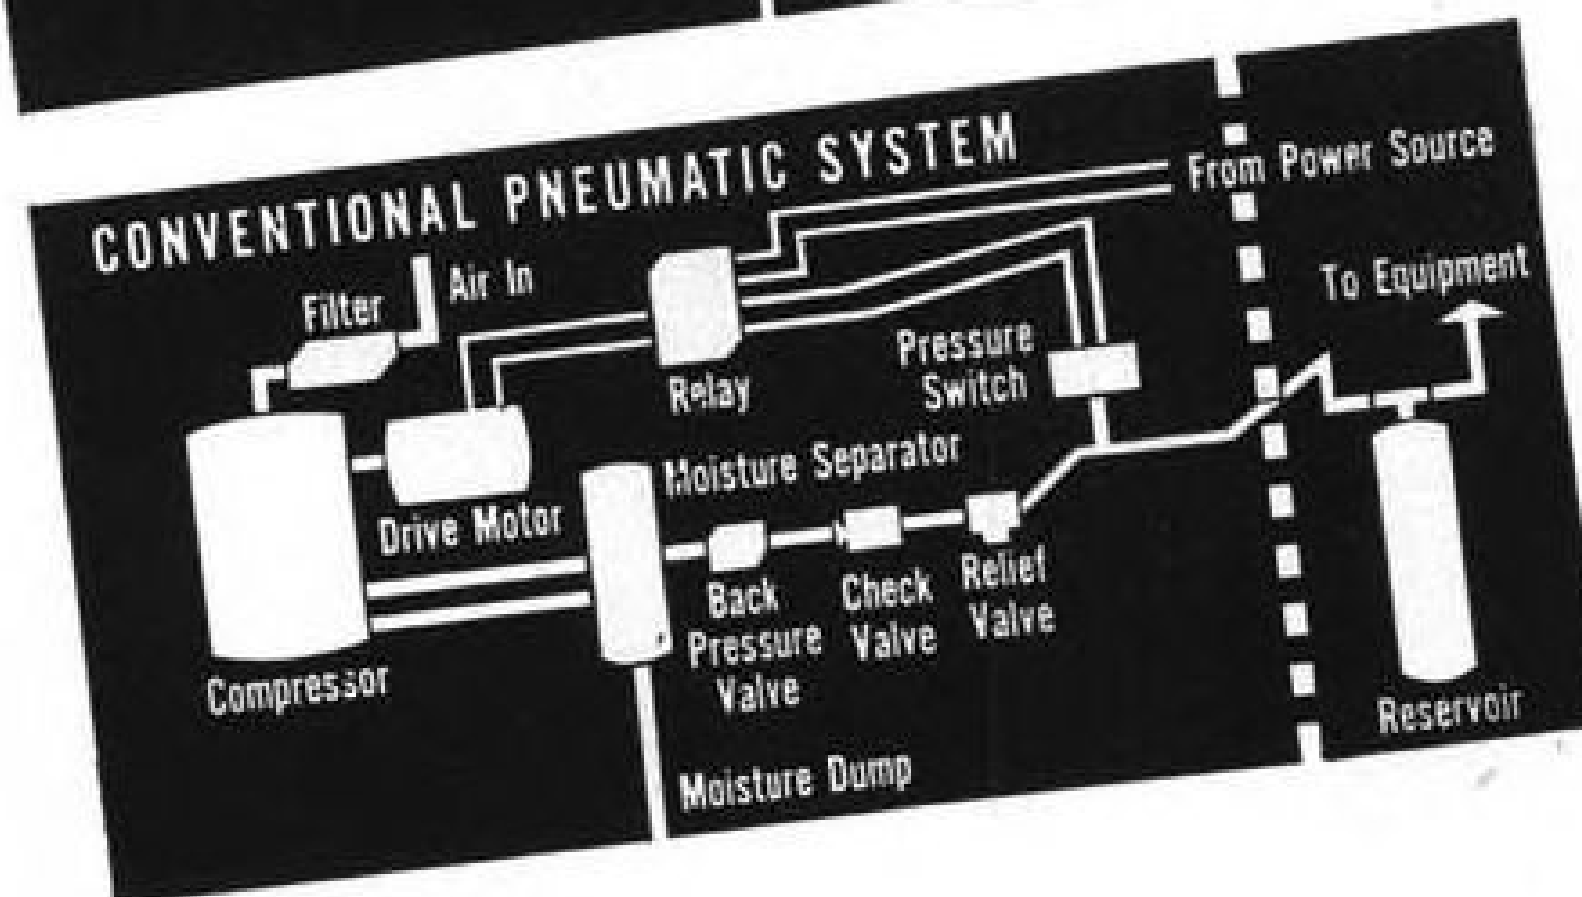 CONVENTIONAL PNEUMATIC SYSTEM
From Power Source
Air In
Filter
To Equipment
Relay
Pressure
Switch
Moisture Separator
Drive Motor
Back
Pressure
Valve
Check
Valve
Relief
Valve
Compressor
Reservoir
Moisture Dump